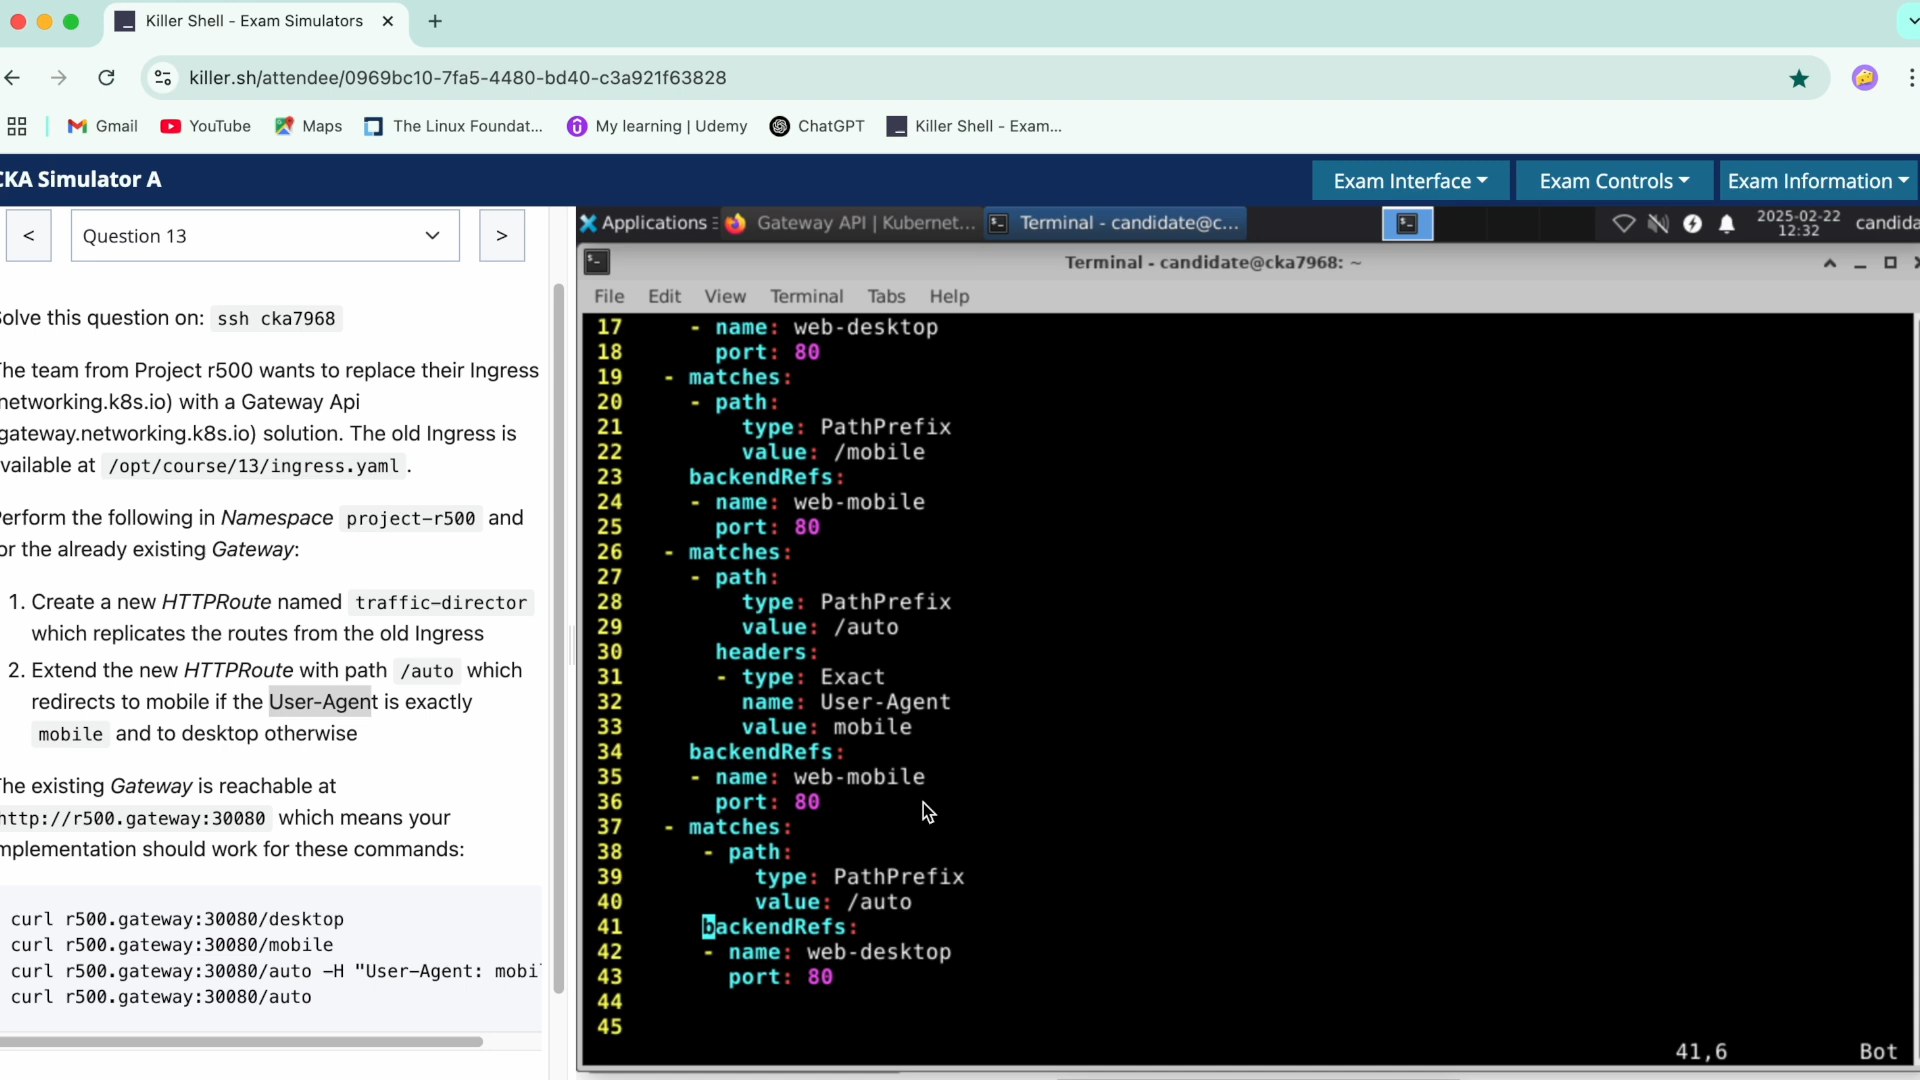 Killer Shell - Exam Simulators
killer.sh/attendee/0969bc10-7fa5-4480-bd40-c3a921f63828
Gmail
YouTube
Maps
The Linux Foundat...
My learning | Udemy
ChatGPT
Killer Shell - Exam...
CKA Simulator A
Exam Interface
Exam Controls
Exam Information
<
Question 13
>
olve this question on: ssh cka7968
he team from Project r500 wants to replace their Ingress
networking.k8s.io) with a Gateway Api
gateway.networking.k8s.io) solution. The old Ingress is
vailable at /opt/course/13/ingress.yaml .
erform the following in Namespace project-r500 and
or the already existing Gateway:
1. Create a new HTTPRoute named traffic-director
which replicates the routes from the old Ingress
2. Extend the new HTTPRoute with path /auto which
redirects to mobile if the User-Agent is exactly
mobile and to desktop otherwise
he existing Gateway is reachable at
http://r500.gateway:30080 which means your
mplementation should work for these commands:
curl r500.gateway:30080/desktop
curl r500.gateway:30080/mobile
curl r500.gateway:30080/auto -H "User-Agent: mobi
curl r500.gateway:30080/auto
Applications
Gateway API | Kubernet...
Terminal - candidate@c...
2025-02-22
12:32
candida
Terminal - candidate@cka7968: ~
File Edit View Terminal Tabs Help
17 - name: web-desktop
18 port: 80
19 - matches:
20 - path:
21 type: PathPrefix
22 value: /mobile
23 backendRefs:
24 - name: web-mobile
25 port: 80
26 - matches:
27 - path:
28 type: PathPrefix
29 value: /auto
30 headers:
31 - type: Exact
32 name: User-Agent
33 value: mobile
34 backendRefs:
35 - name: web-mobile
36 port: 80
37 - matches:
38 - path:
39 type: PathPrefix
40 value: /auto
41 backendRefs:
42 - name: web-desktop
43 port: 80
44
45
41,6 Bot